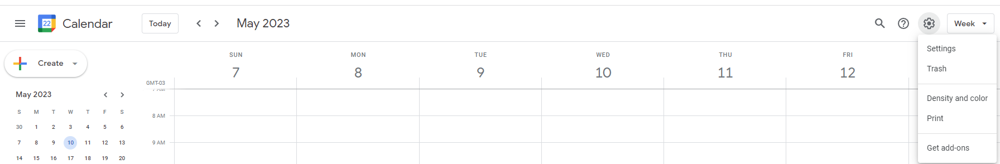 22 Calendar Today May 2023 Week
Create
SUN MON TUE WED THU FRI
7 8 9 10 11 12
GMT-03
7 AM
8 AM
9 AM
May 2023
S M T W T F S
30 1 2 3 4 5 6
7 8 9 10 11 12 13
14 15 16 17 18 19 20
Settings
Trash
Density and color
Print
Get add-ons